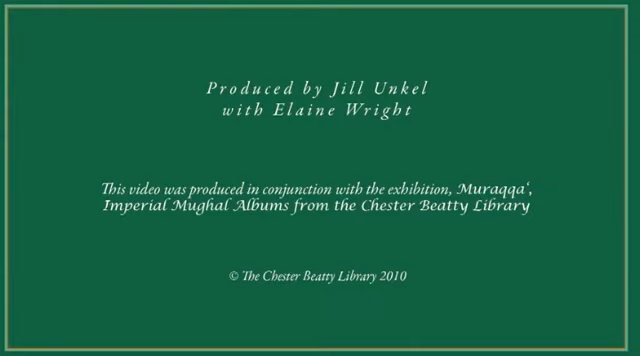 Produced by Jill Unkel
with Elaine Wright
This video was produced in conjunction with the exhibition, Muraqqa‘,
Imperial Mughal Albums from the Chester Beatty Library
© The Chester Beatty Library 2010